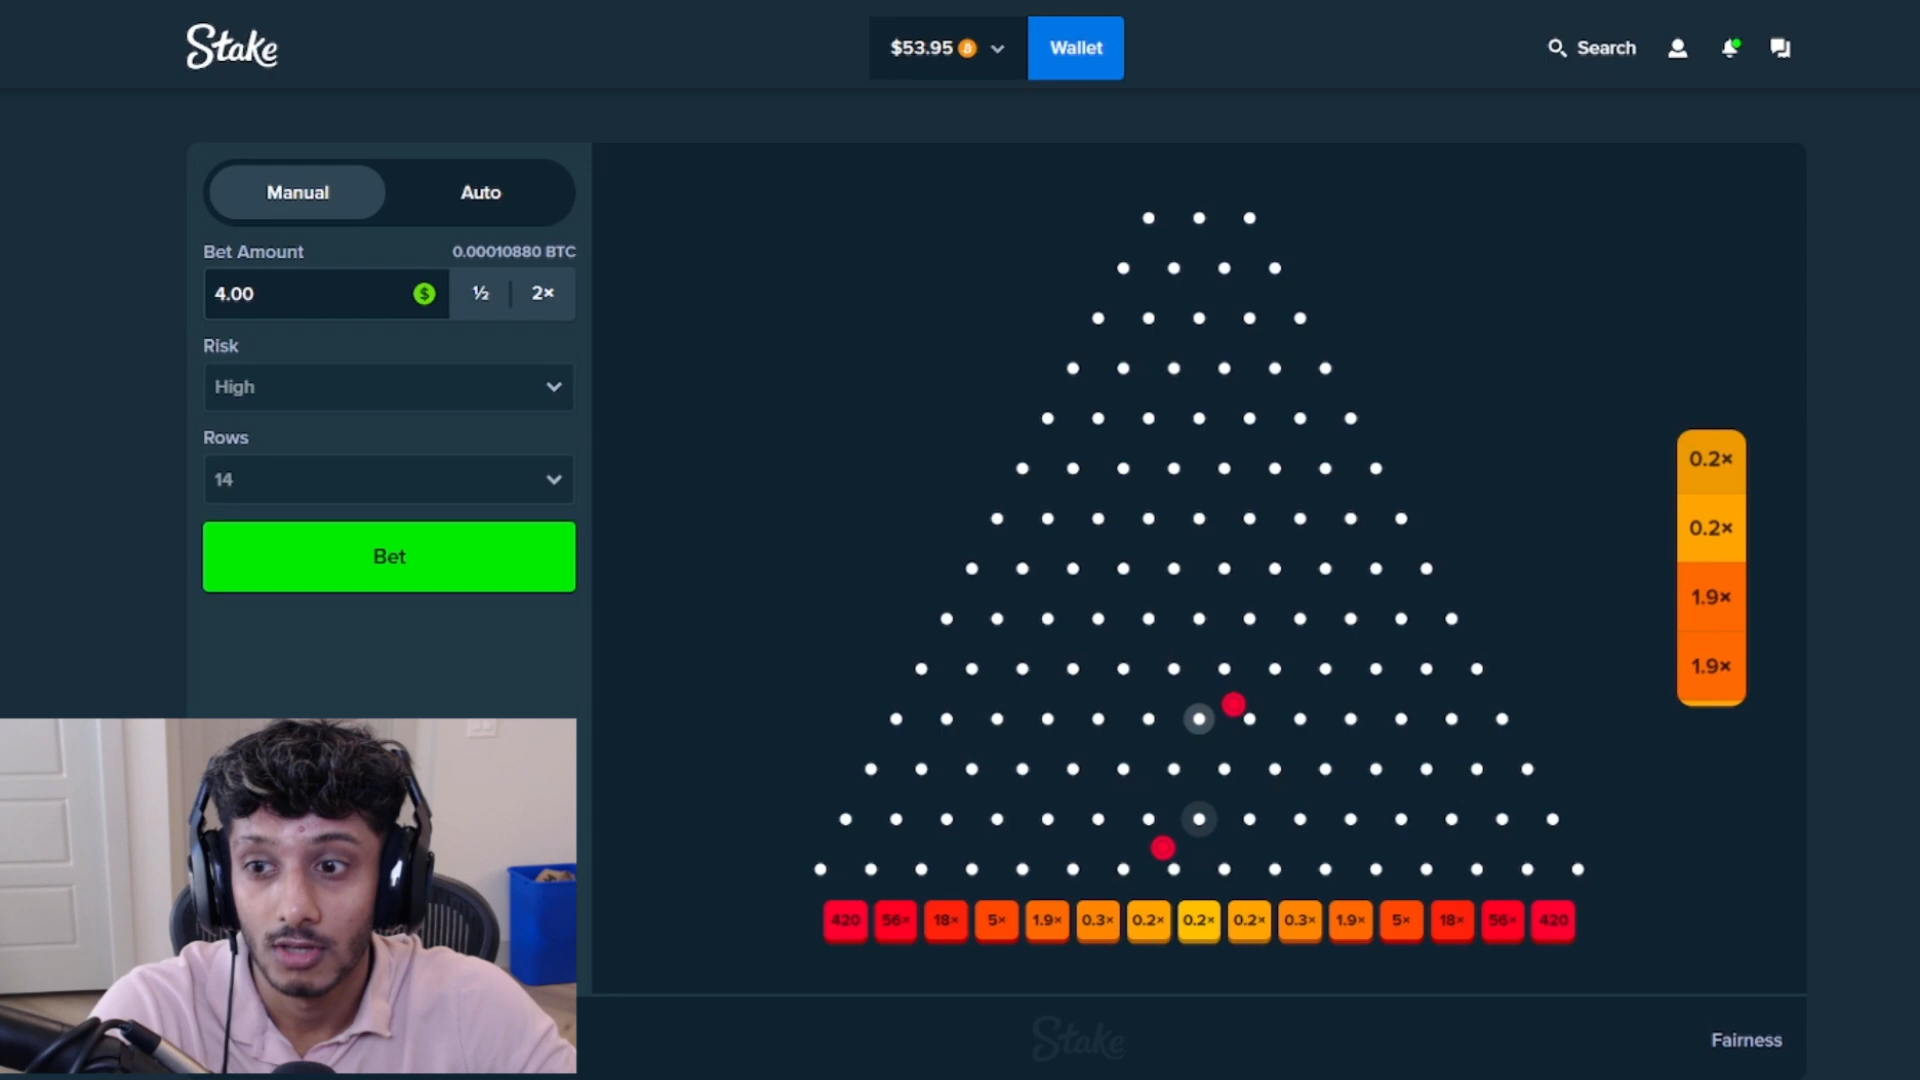 Stake
$53.95
Wallet
Search
Manual
Auto
Bet Amount
0.00010880 BTC
4.00
$
½
2×
Risk
High
Rows
14
Bet
0.2×
0.2×
1.9×
1.9×
420 56× 18× 5× 1.9× 0.3× 0.2× 0.2× 0.2× 0.3× 1.9× 5× 18× 56× 420
Stake
Fairness